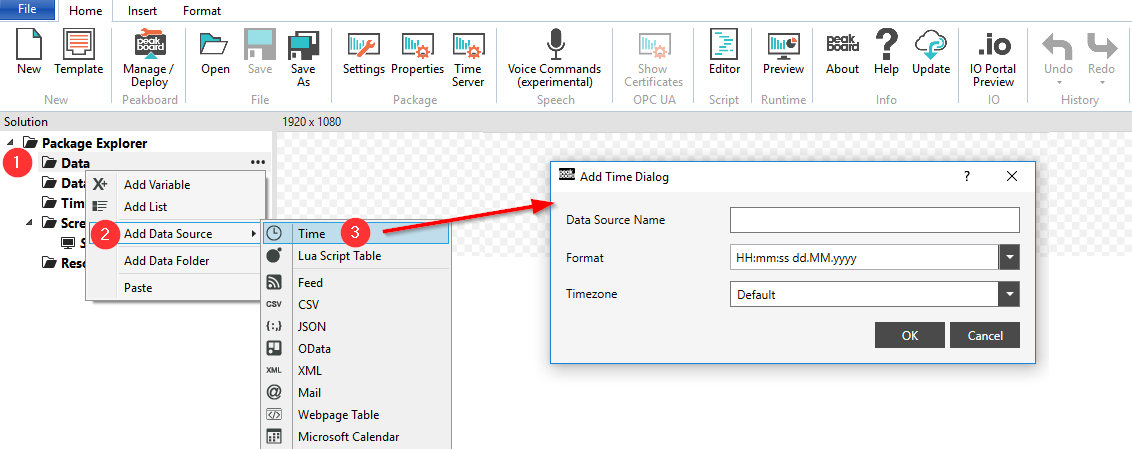 File Home Insert Format
New
Template
peak board
Manage / Deploy
Open
Save
Save As
Settings
Properties
Time Server
Voice Commands (experimental)
Show Certificates
Editor
Preview
peak board
About
?
Help
Update
.io
IO Portal Preview
Undo
Redo
New Peakboard File Package Speech OPC UA Script Runtime Info IO History
Solution
1920 x 1080
Package Explorer
1 Data •••
Data
Tim
Scre
S
Reso
X+ Add Variable
Add List
2 Add Data Source
Add Data Folder
Paste
Time 3
Lua Script Table
Feed
CSV CSV
{:,} JSON
OData
XML XML
@ Mail
Webpage Table
Microsoft Calendar
peak board Add Time Dialog ?
Data Source Name
Format HH:mm:ss dd.MM.yyyy
Timezone Default
OK Cancel